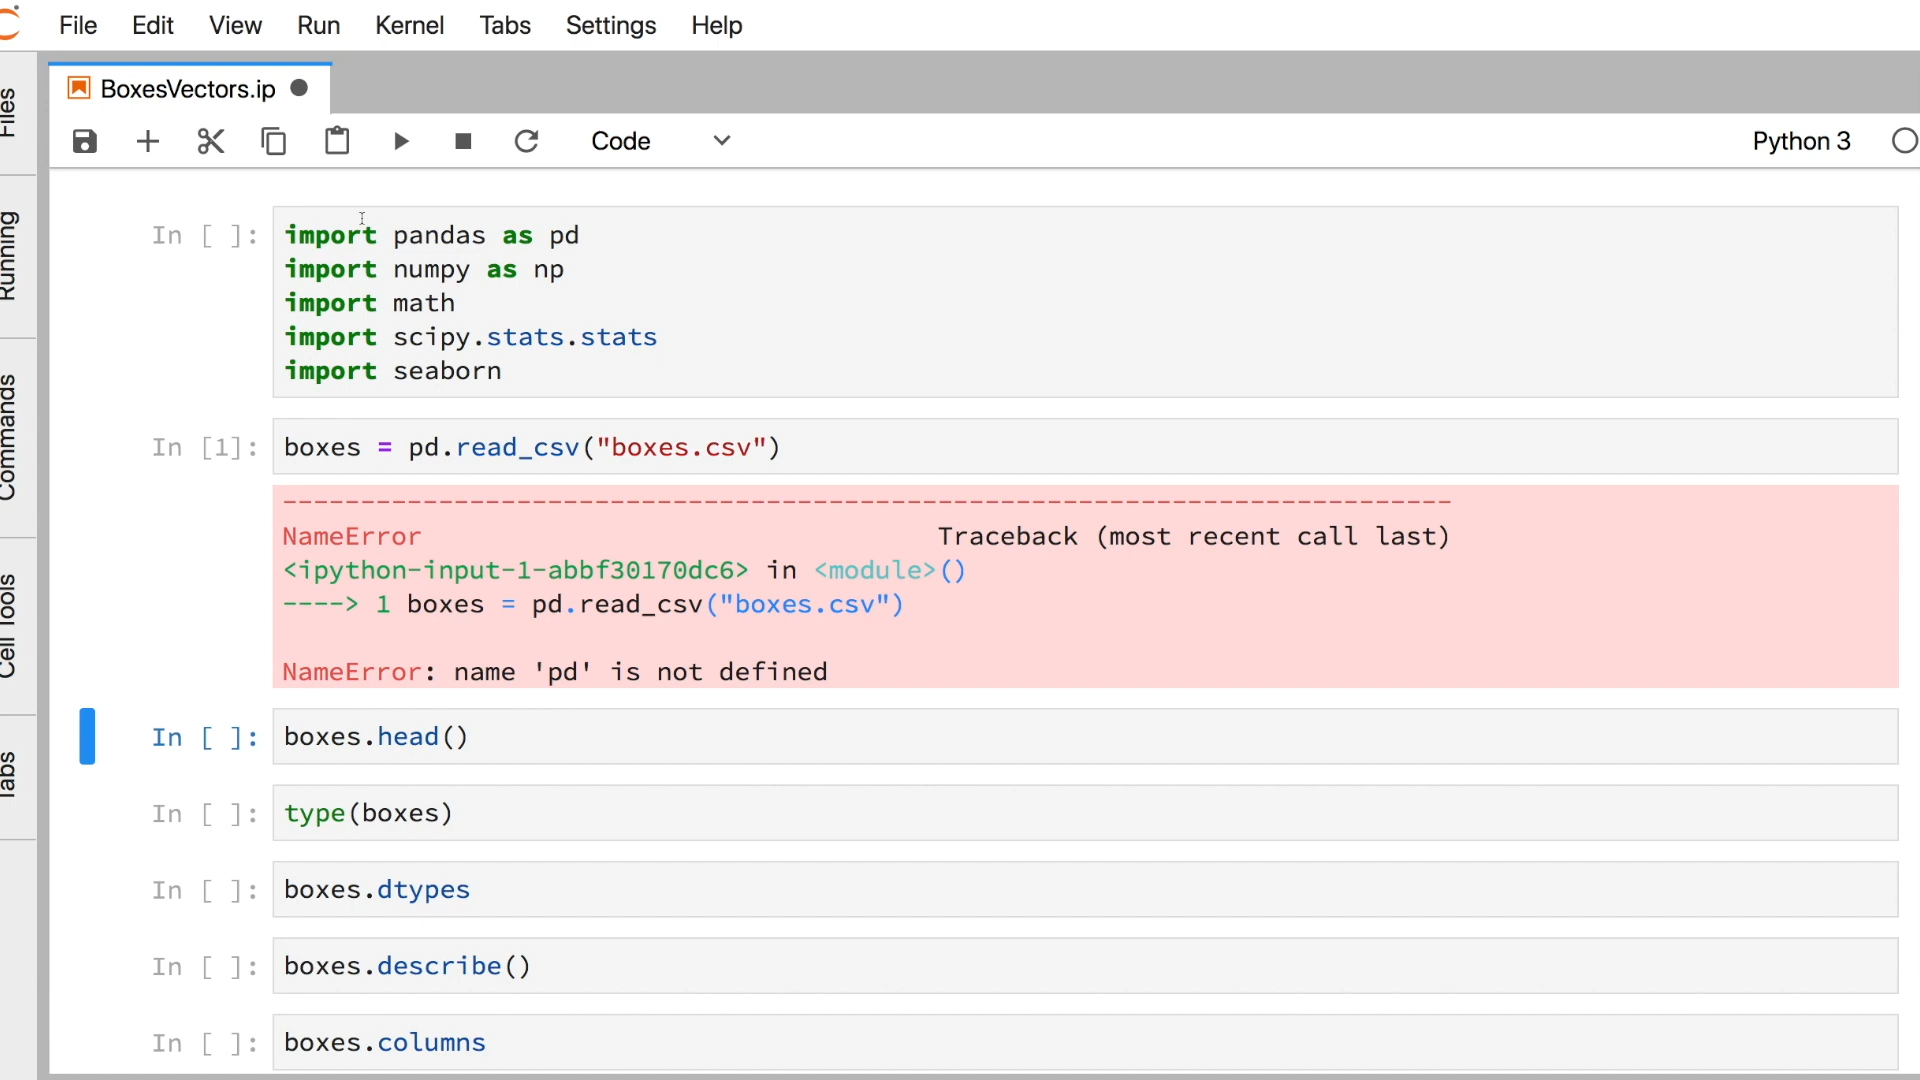 File Edit View Run Kernel Tabs Settings Help
BoxesVectors.ip
Code Python 3
Files
Running
Commands
Cell Tools
Tabs
In [ ]: import pandas as pd
import numpy as np
import math
import scipy.stats.stats
import seaborn
In [1]: boxes = pd.read_csv("boxes.csv")
---------------------------------------------------------------------------
NameError Traceback (most recent call last)
<ipython-input-1-abbf30170dc6> in <module>()
----> 1 boxes = pd.read_csv("boxes.csv")
NameError: name 'pd' is not defined
In [ ]: boxes.head()
In [ ]: type(boxes)
In [ ]: boxes.dtypes
In [ ]: boxes.describe()
In [ ]: boxes.columns